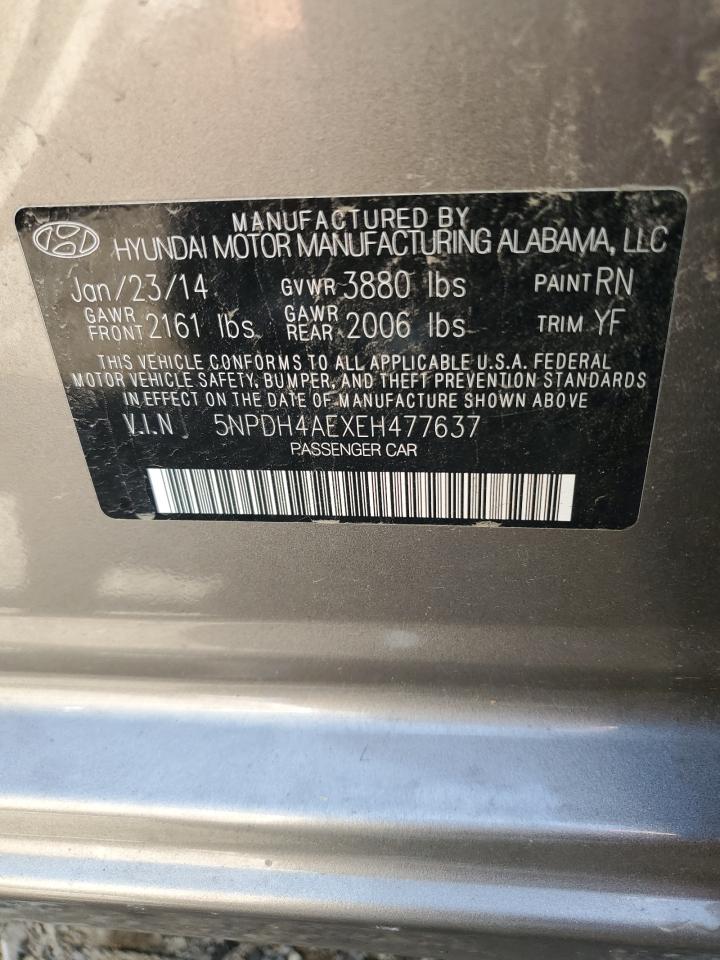 MANUFACTURED BY
HYUNDAI MOTOR MANUFACTURING ALABAMA, LLC
Jan/23/14 GVWR 3880 lbs PAINT RN
GAWR FRONT 2161 lbs GAWR REAR 2006 lbs TRIM YF
THIS VEHICLE CONFORMS TO ALL APPLICABLE U.S.A. FEDERAL
MOTOR VEHICLE SAFETY, BUMPER, AND THEFT PREVENTION STANDARDS
IN EFFECT ON THE DATE OF MANUFACTURE SHOWN ABOVE
V.I.N 5NPDH4AEXEH477637
PASSENGER CAR